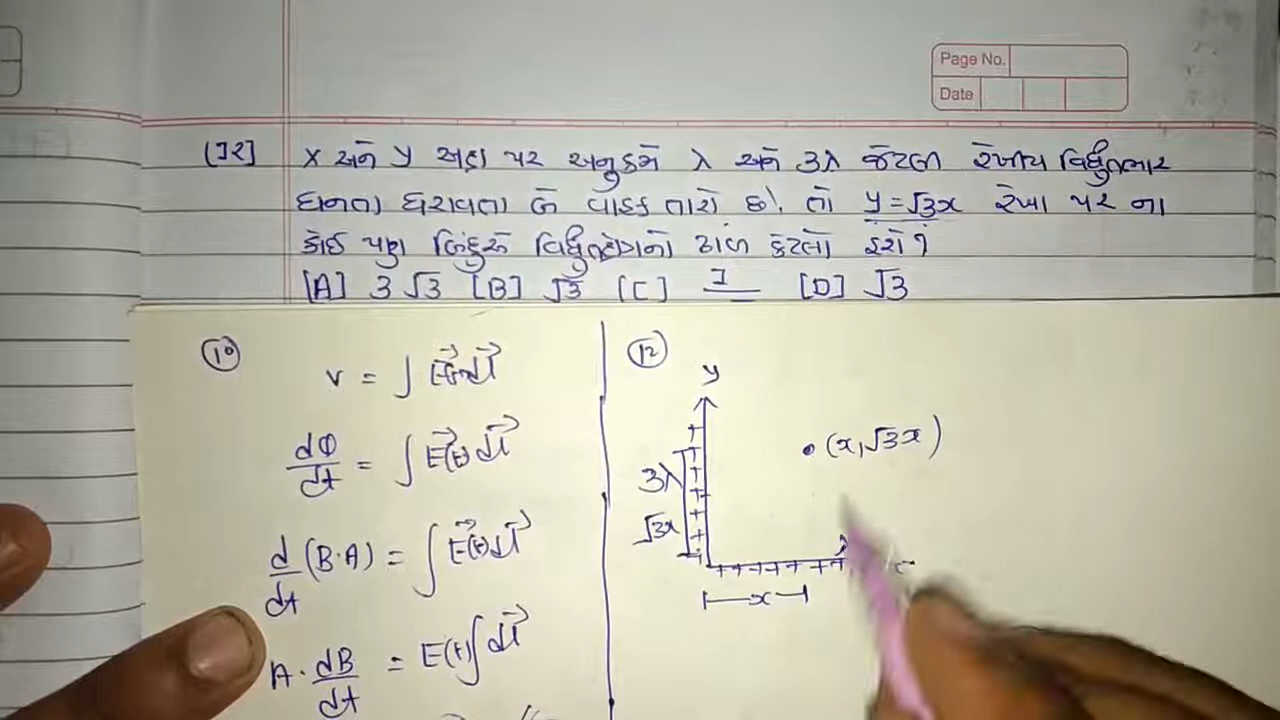 Page No.
Date
[૧૨] X અને Y અક્ષ પર અનુક્રમે λ અને 3λ જેટલી રેખીય વિદ્યુતભાર
ઘનતા ધરાવતા બે વાહક તારો છે. તો y=√3x રેખા પર ના
કોઈ પણ બિંદુએ વિદ્યુતક્ષેત્રનો ઢાળ કેટલો હશે?
[A] 3√3 [B] √3 [C] 1 [D] √3
10
V = ∫
dΦ/dt = ∫ E⃗(t) dl⃗
d/dt (B·A) = ∫ E⃗(t) dl⃗
A · dB/dt = E(t) ∫ dl⃗
12
y
(x,√3x)
3λ
√3x
+ + + + + +
+ + + + + + +
λ
x